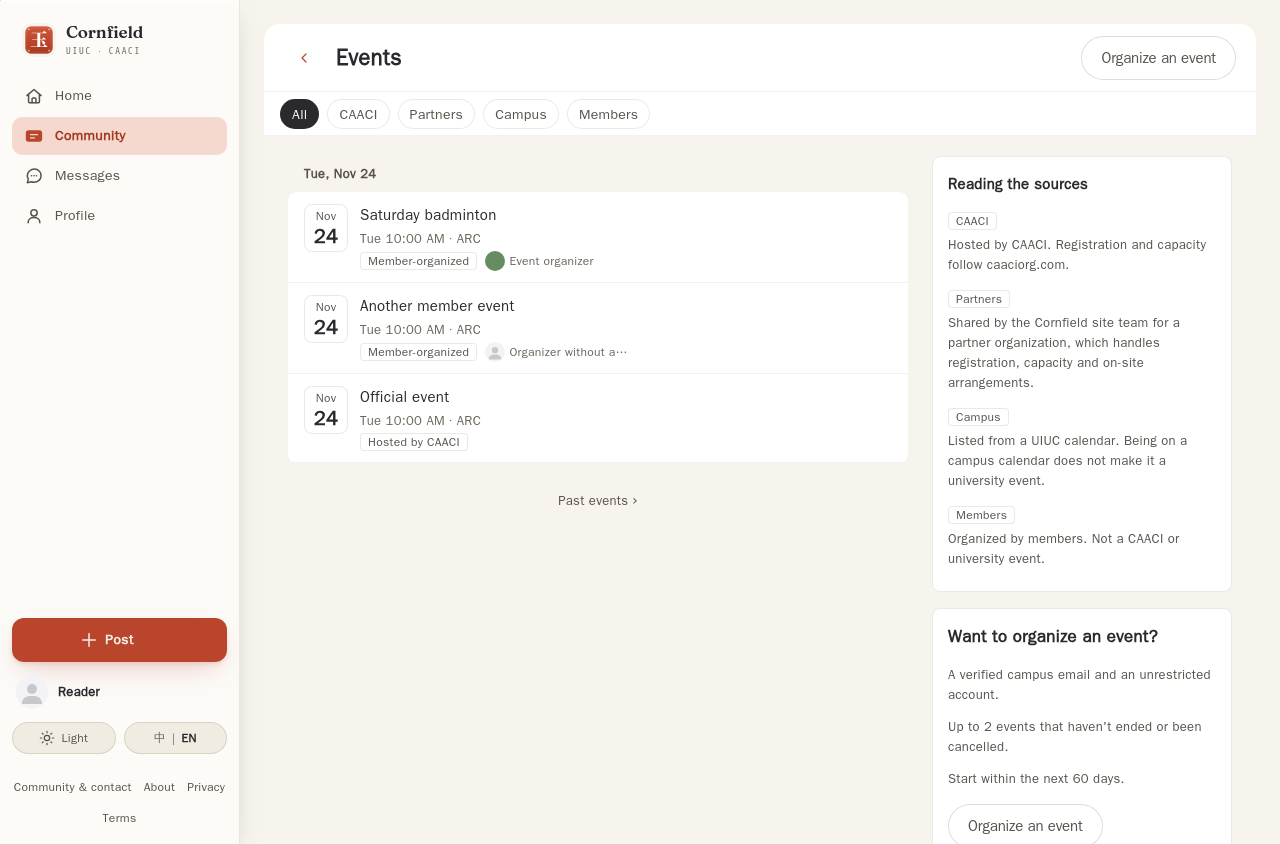 Cornfield
UIUC · CAACI
Home
Community
Messages
Profile
Post
Reader
Light
中 | EN
Community & contact About Privacy
Terms
Events
Organize an event
All CAACI Partners Campus Members
Tue, Nov 24
Nov
24
Saturday badminton
Tue 10:00 AM · ARC
Member-organized Event organizer
Nov
24
Another member event
Tue 10:00 AM · ARC
Member-organized Organizer without a…
Nov
24
Official event
Tue 10:00 AM · ARC
Hosted by CAACI
Past events ›
Reading the sources
CAACI
Hosted by CAACI. Registration and capacity
follow caaciorg.com.
Partners
Shared by the Cornfield site team for a
partner organization, which handles
registration, capacity and on-site
arrangements.
Campus
Listed from a UIUC calendar. Being on a
campus calendar does not make it a
university event.
Members
Organized by members. Not a CAACI or
university event.
Want to organize an event?
A verified campus email and an unrestricted
account.
Up to 2 events that haven't ended or been
cancelled.
Start within the next 60 days.
Organize an event